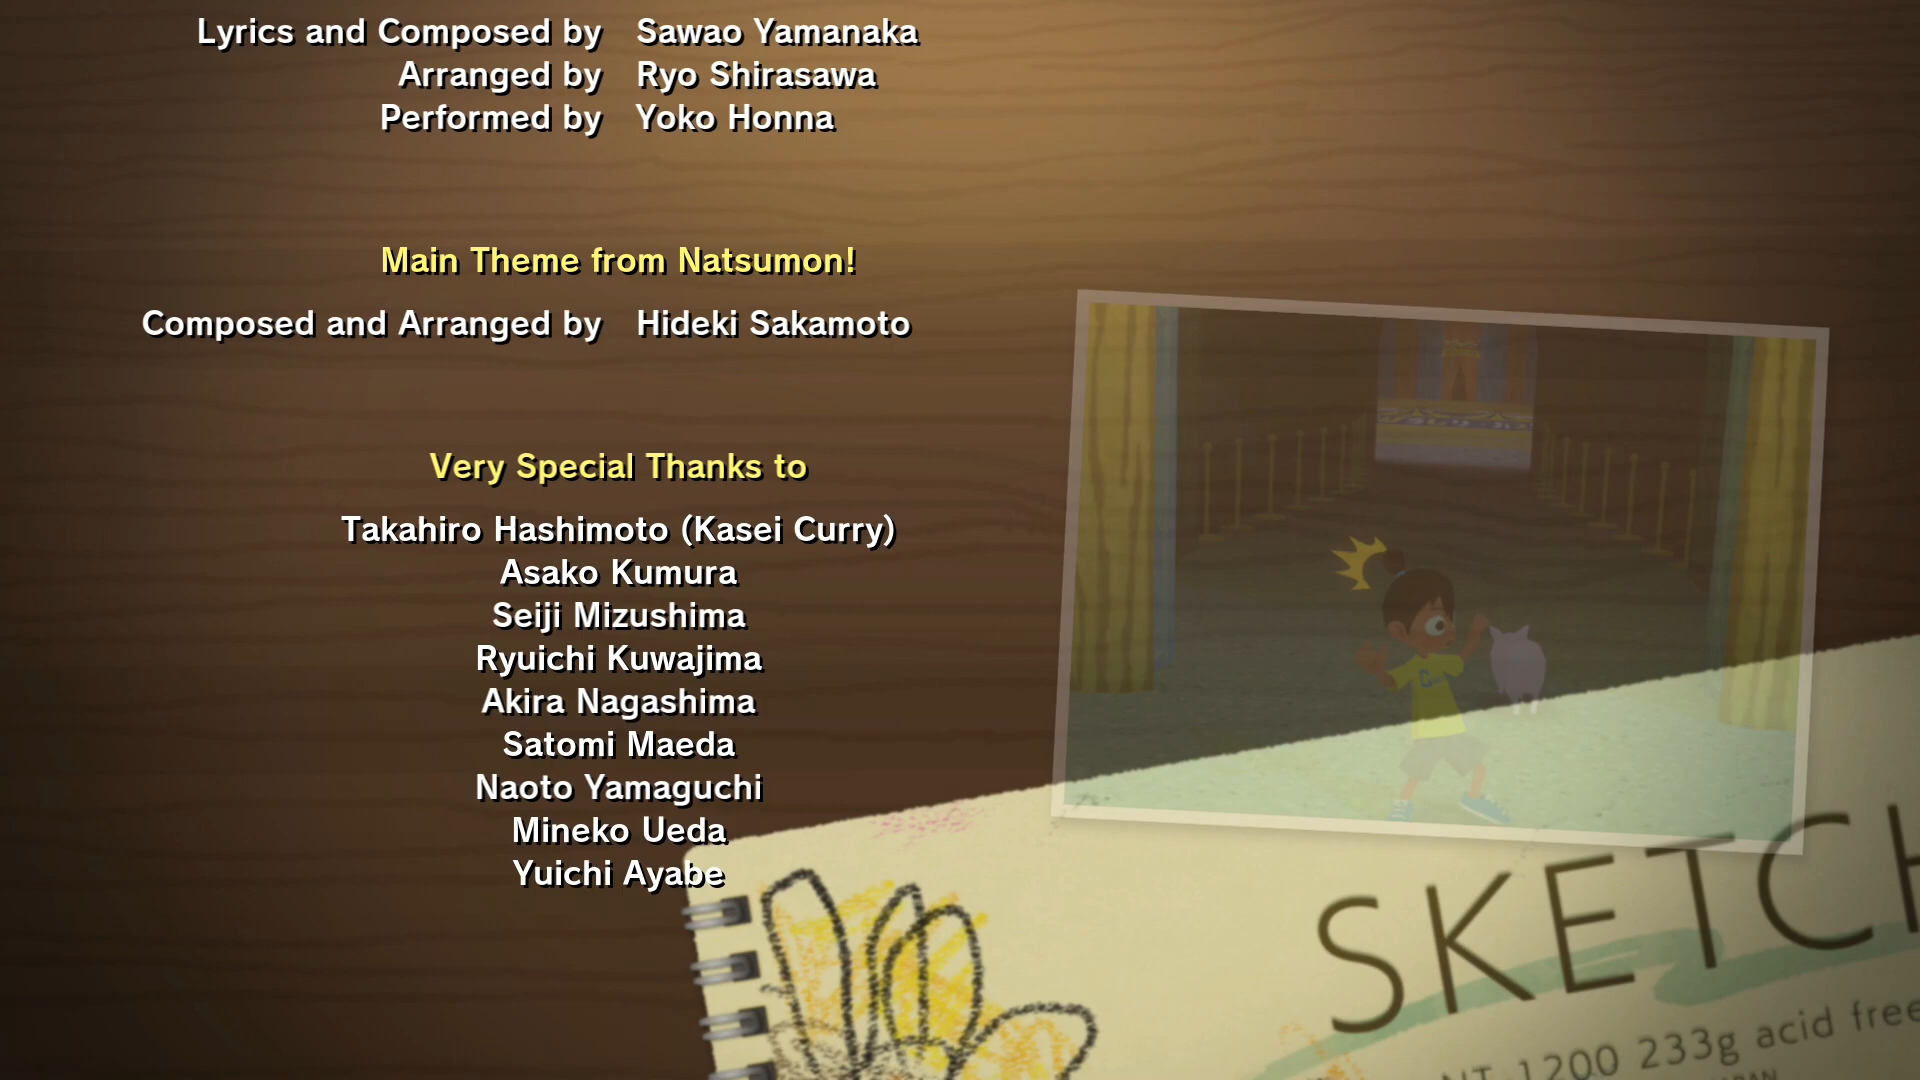 Lyrics and Composed by Sawao Yamanaka
Arranged by Ryo Shirasawa
Performed by Yoko Honna
Main Theme from Natsumon!
Composed and Arranged by Hideki Sakamoto
Very Special Thanks to
Takahiro Hashimoto (Kasei Curry)
Asako Kumura
Seiji Mizushima
Ryuichi Kuwajima
Akira Nagashima
Satomi Maeda
Naoto Yamaguchi
Mineko Ueda
Yuichi Ayabe
SKETCH
NT 1200 233g acid free